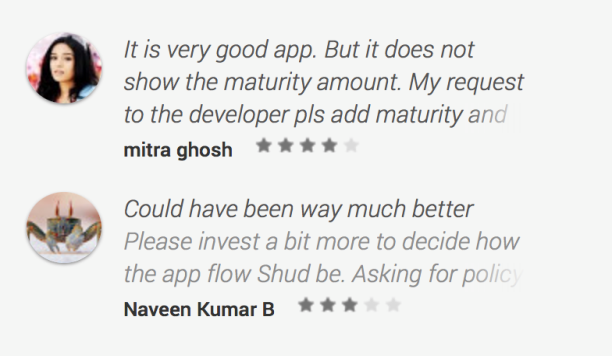 It is very good app. But it does not
show the maturity amount. My request
to the developer pls add maturity and
mitra ghosh
Could have been way much better
Please invest a bit more to decide how
the app flow Shud be. Asking for policy
Naveen Kumar B